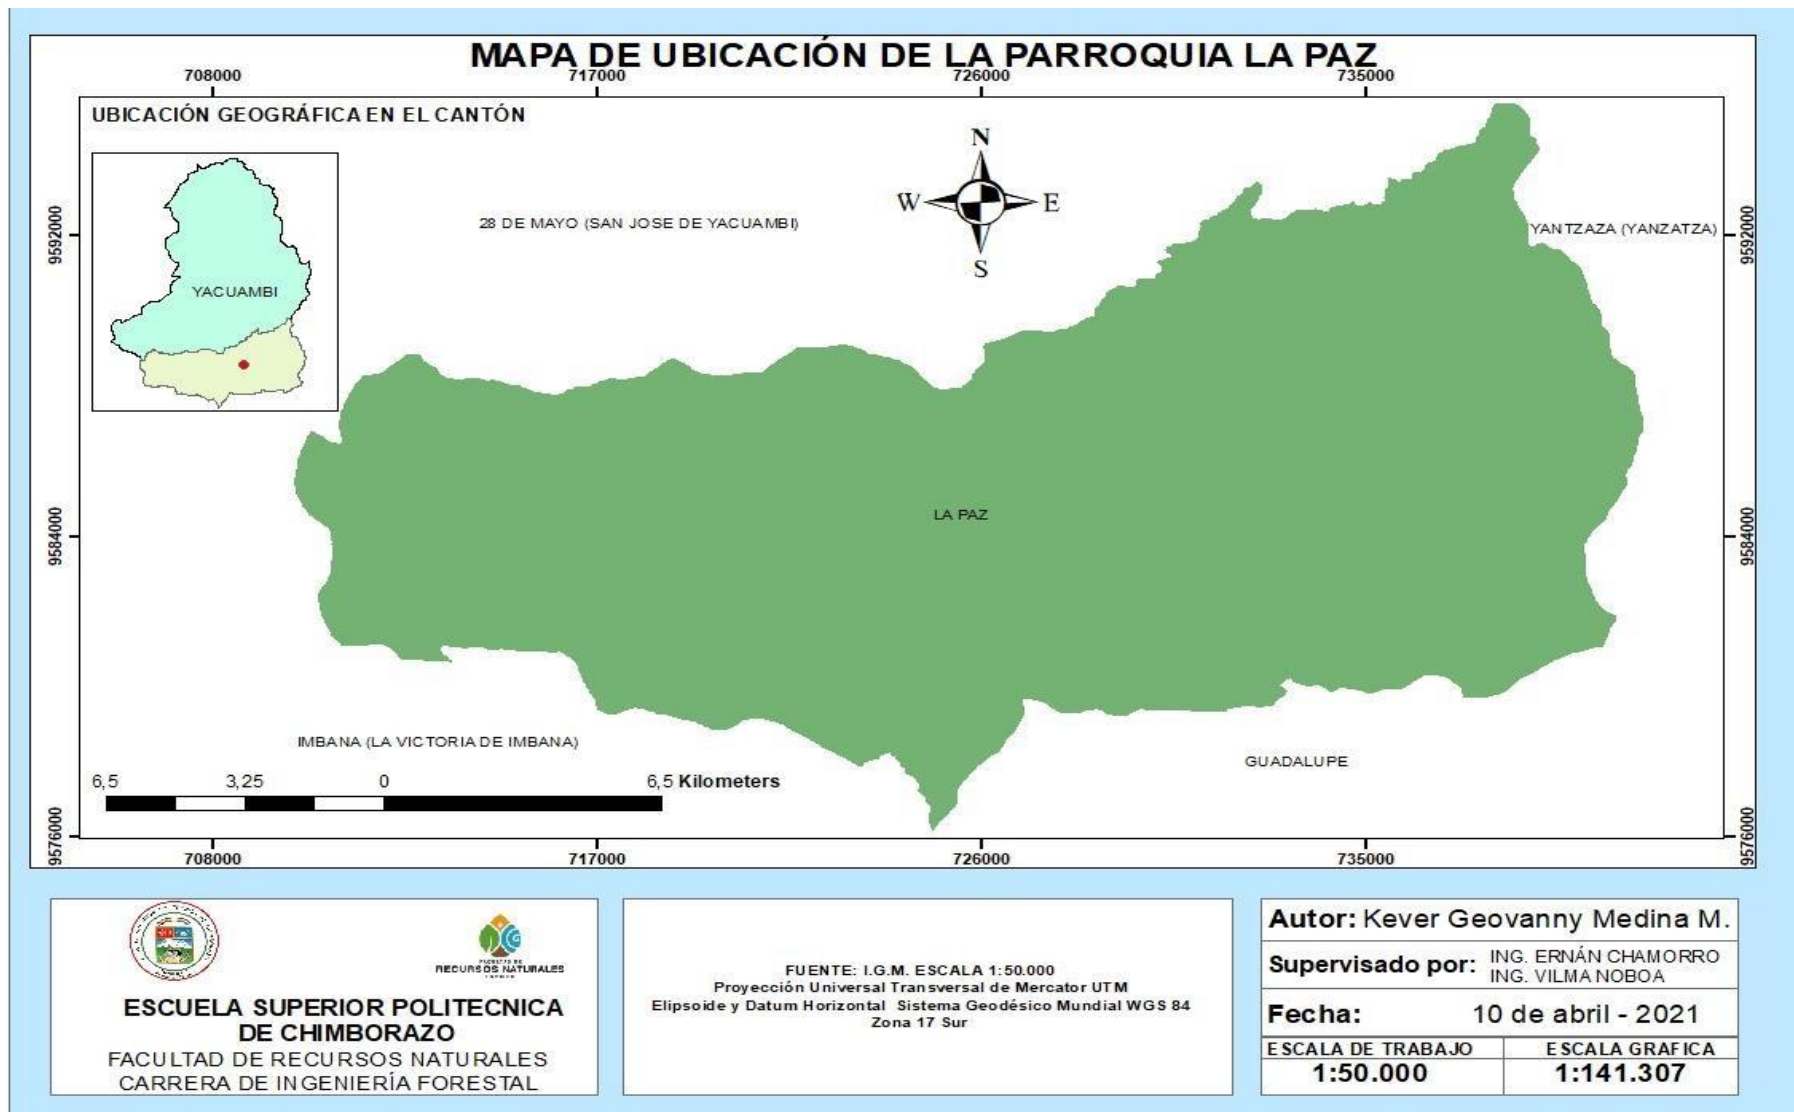 MAPA DE UBICACIÓN DE LA PARROQUIA LA PAZ
708000
717000
726000
735000
UBICACIÓN GEOGRÁFICA EN EL CANTÓN
N
W
E
S
YACUAMBI
28 DE MAYO (SAN JOSE DE YACUAMBI)
YANTZAZA (YANZATZA)
9592000
9592000
LA PAZ
9584000
9584000
IMBANA (LA VICTORIA DE IMBANA)
GUADALUPE
6,5 3,25 0 6,5 Kilometers
9576000
9576000
708000
717000
726000
735000
RECURSOS NATURALES
ESCUELA SUPERIOR POLITECNICA
DE CHIMBORAZO
FACULTAD DE RECURSOS NATURALES
CARRERA DE INGENIERÍA FORESTAL
FUENTE: I.G.M. ESCALA 1:50.000
Proyección Universal Transversal de Mercator UTM
Elipsoide y Datum Horizontal Sistema Geodésico Mundial WGS 84
Zona 17 Sur
Autor: Kever Geovanny Medina M.
Supervisado por: ING. ERNÁN CHAMORRO
ING. VILMA NOBOA
Fecha: 10 de abril - 2021
ESCALA DE TRABAJO
ESCALA GRAFICA
1:50.000
1:141.307